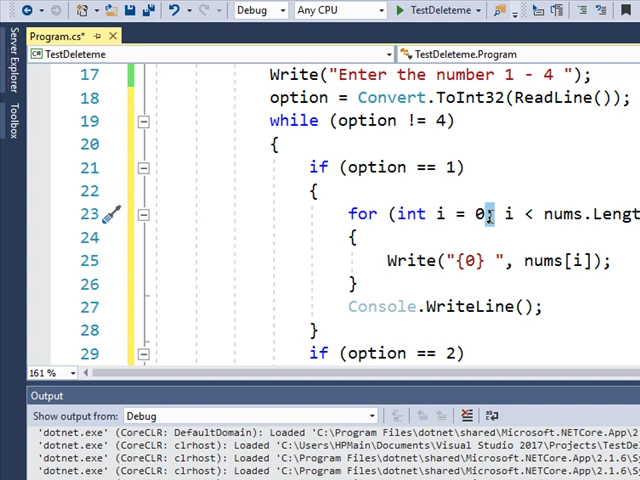 Debug Any CPU TestDeleteme
Server Explorer
Toolbox
Program.cs*
TestDeleteme TestDeleteme.Program
17 Write("Enter the number 1 - 4 ");
18 option = Convert.ToInt32(ReadLine());
19 while (option != 4)
20 {
21 if (option == 1)
22 {
23 for (int i = 0; i < nums.Lengt
24 {
25 Write("{0} ", nums[i]);
26 }
27 Console.WriteLine();
28 }
29 if (option == 2)
161 %
Output
Show output from: Debug
'dotnet.exe' (CoreCLR: DefaultDomain): Loaded 'C:\Program Files\dotnet\shared\Microsoft.NETCore.App\2.
'dotnet.exe' (CoreCLR: clrhost): Loaded 'C:\Users\HPMain\Documents\Visual Studio 2017\Projects\TestDe
'dotnet.exe' (CoreCLR: clrhost): Loaded 'C:\Program Files\dotnet\shared\Microsoft.NETCore.App\2.1.6\Sy
'dotnet.exe' (CoreCLR: clrhost): Loaded 'C:\Program Files\dotnet\shared\Microsoft.NETCore.App\2.1.6\